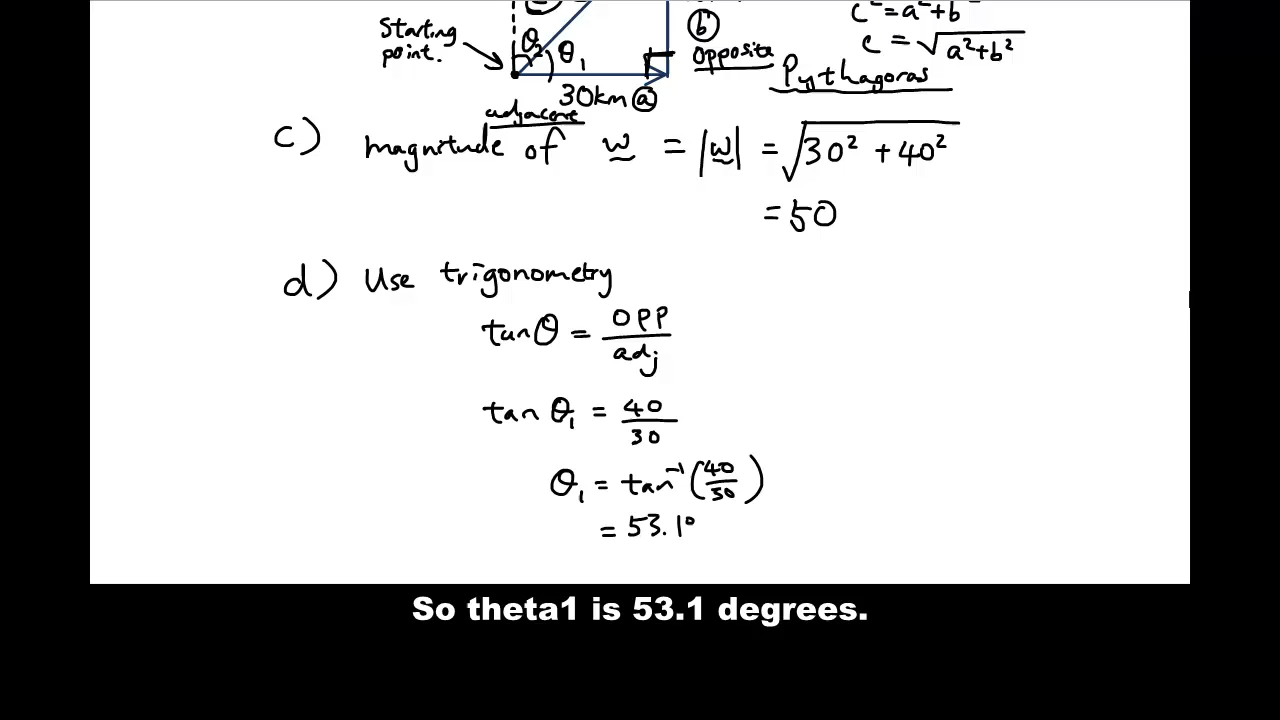 c² = a² + b²
c = √(a² + b²)
Pythagoras
Starting
point.
θ₂
θ₁
ⓑ
opposite
30km ⓐ
adjacent
c) magnitude of w = |w| = √(30² + 40²)
= 50
d) Use trigonometry
tanθ = opp/adj
tan θ₁ = 40/30
θ₁ = tan⁻¹(40/30)
= 53.1°
So theta1 is 53.1 degrees.